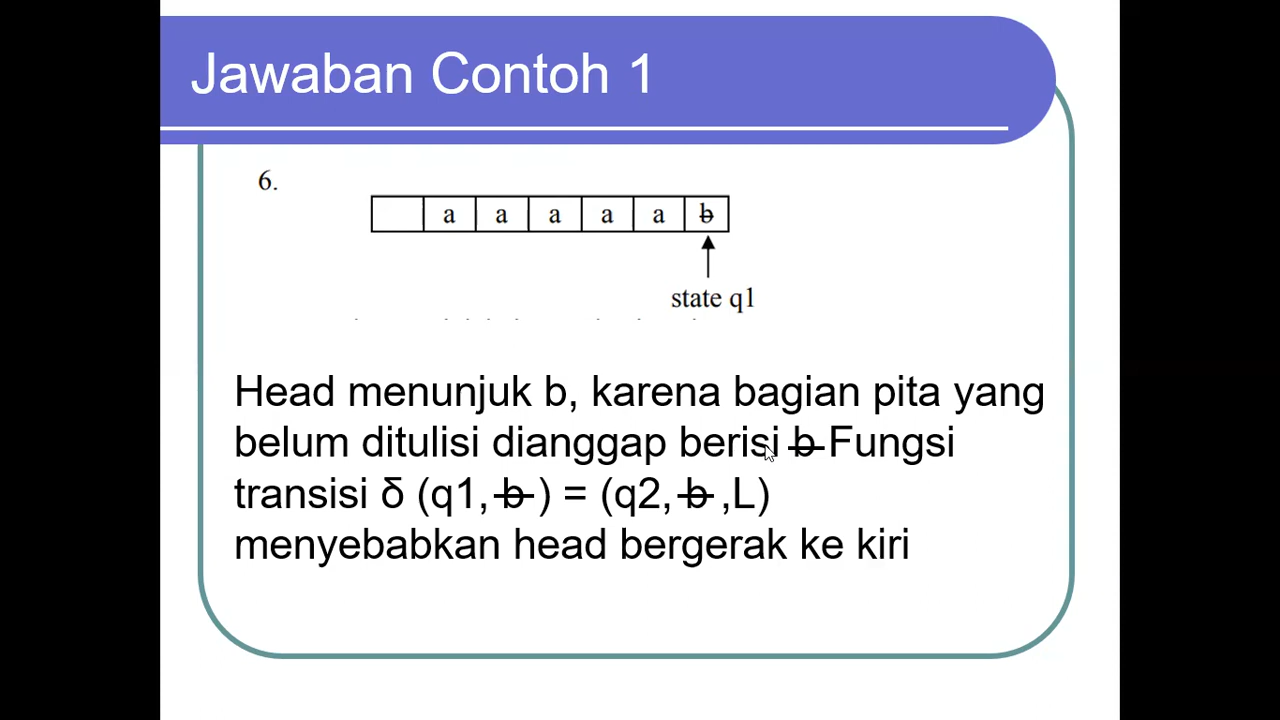 Jawaban Contoh 1
6.
a a a a a b̶
state q1
Head menunjuk b, karena bagian pita yang
belum ditulisi dianggap berisi b̶ Fungsi
transisi δ (q1, b̶ ) = (q2, b̶ ,L)
menyebabkan head bergerak ke kiri